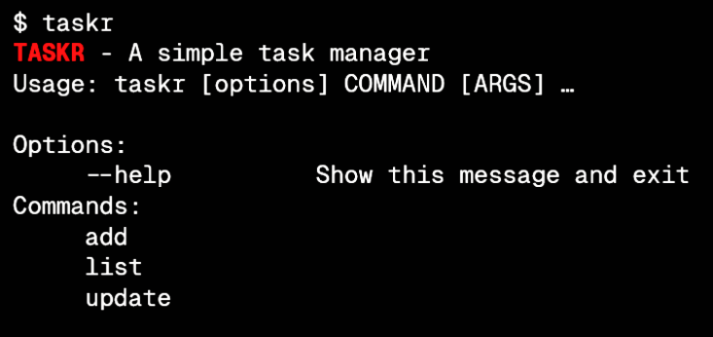 $ taskr
TASKR - A simple task manager
Usage: taskr [options] COMMAND [ARGS] …
Options:
--help Show this message and exit
Commands:
add
list
update